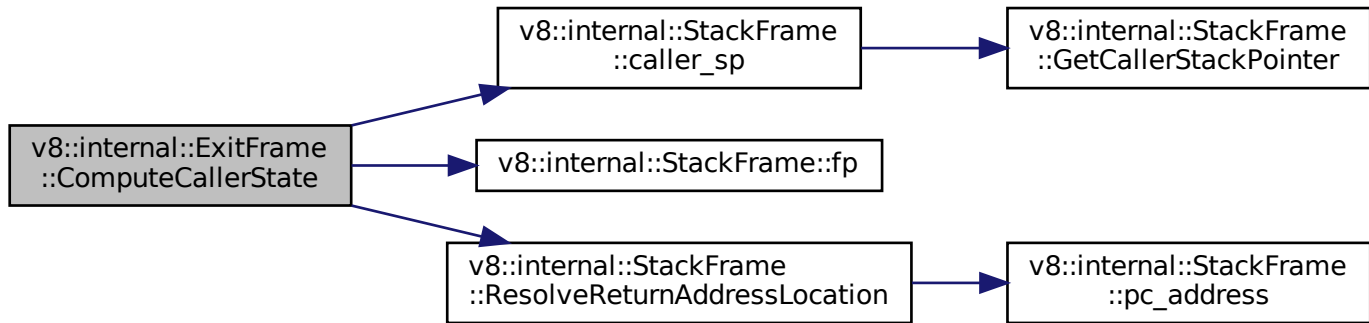 v8::internal::StackFrame
::caller_sp
v8::internal::StackFrame
::GetCallerStackPointer
v8::internal::ExitFrame
::ComputeCallerState
v8::internal::StackFrame::fp
v8::internal::StackFrame
::ResolveReturnAddressLocation
v8::internal::StackFrame
::pc_address